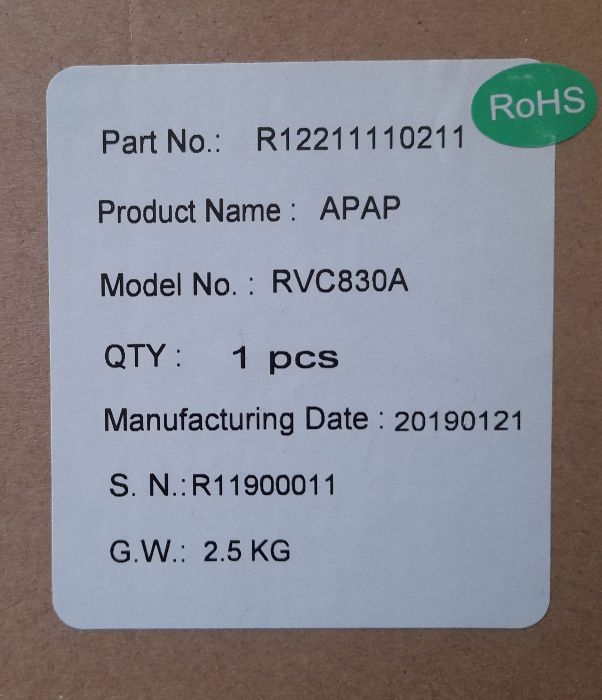 RoHS
Part No.: R12211110211
Product Name : APAP
Model No. : RVC830A
QTY : 1 pcs
Manufacturing Date : 20190121
S. N.:R11900011
G.W.: 2.5 KG